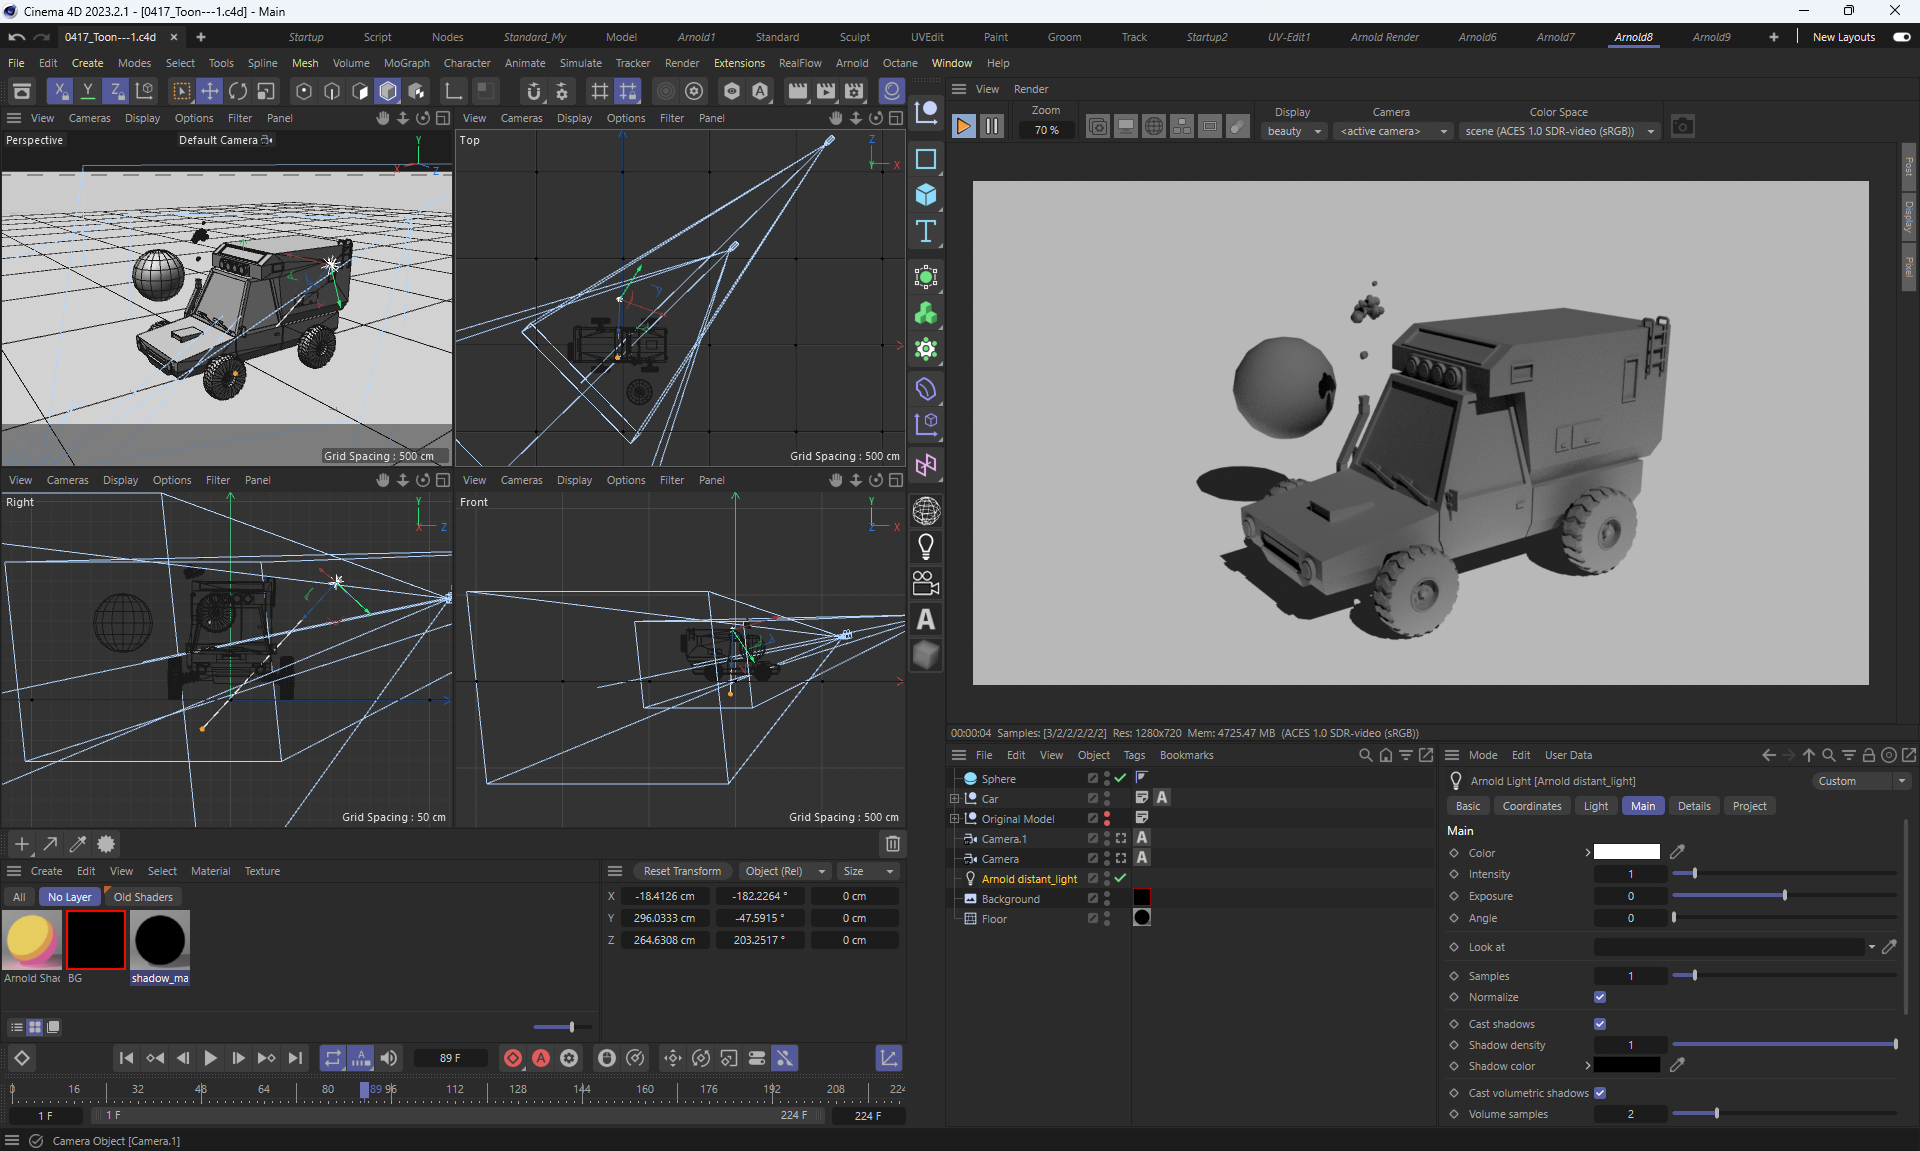 Cinema 4D 2023.2.1 - [0417_Toon---1.c4d] - Main
0417_Toon---1.c4d
Startup Script Nodes Standard_My Model Arnold1 Standard Sculpt UVEdit Paint Groom Track Startup2 UV-Edit1 Arnold Render Arnold6 Arnold7 Arnold8 Arnold9 New Layouts
File Edit Create Modes Select Tools Spline Mesh Volume MoGraph Character Animate Simulate Tracker Render Extensions RealFlow Arnold Octane Window Help
View Render
View Cameras Display Options Filter Panel
Perspective
Default Camera
Grid Spacing : 500 cm
View Cameras Display Options Filter Panel
Top
Grid Spacing : 500 cm
View Cameras Display Options Filter Panel
Right
Grid Spacing : 50 cm
View Cameras Display Options Filter Panel
Front
Grid Spacing : 500 cm
Zoom
70 %
Display
beauty
Camera
<active camera>
Color Space
scene (ACES 1.0 SDR-video (sRGB))
Post
Display
Pixel
00:00:04 Samples: [3/2/2/2/2/2] Res: 1280x720 Mem: 4725.47 MB (ACES 1.0 SDR-video (sRGB))
File Edit View Object Tags Bookmarks
Sphere
Car
Original Model
Camera.1
Camera
Arnold distant_light
Background
Floor
Mode Edit User Data
Arnold Light [Arnold distant_light]
Custom
Basic Coordinates Light Main Details Project
Main
Color
Intensity 1
Exposure 0
Angle 0
Look at
Samples 1
Normalize
Cast shadows
Shadow density 1
Shadow color
Cast volumetric shadows
Volume samples 2
Create Edit View Select Material Texture
All No Layer Old Shaders
Arnold Shac BG shadow_ma
Reset Transform Object (Rel) Size
X -18.4126 cm -182.2264 ° 0 cm
Y 296.0333 cm -47.5915 ° 0 cm
Z 264.6308 cm 203.2517 ° 0 cm
89 F
0 16 32 48 64 80 89 96 112 128 144 160 176 192 208 224
1 F 1 F 224 F 224 F
Camera Object [Camera.1]